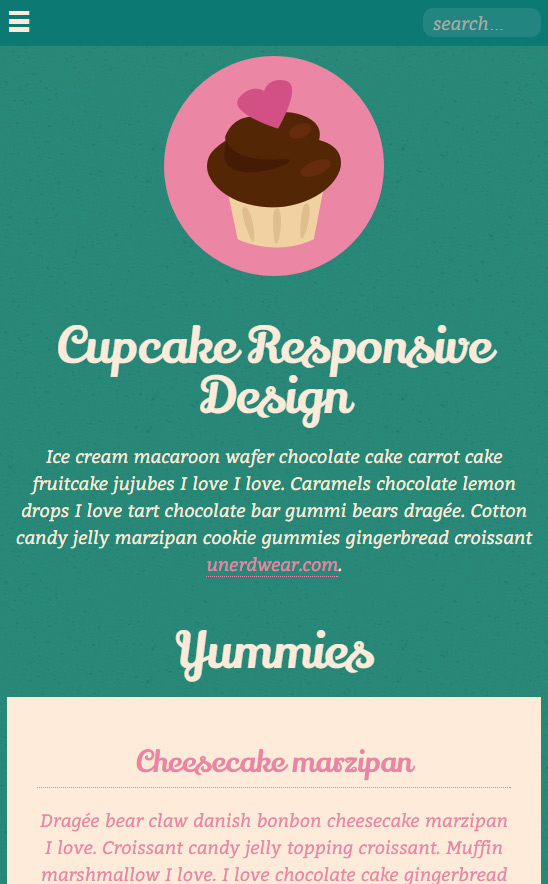 search...
Cupcake Responsive
Design
Ice cream macaroon wafer chocolate cake carrot cake
fruitcake jujubes I love I love. Caramels chocolate lemon
drops I love tart chocolate bar gummi bears dragée. Cotton
candy jelly marzipan cookie gummies gingerbread croissant
unerdwear.com.
Yummies
Cheesecake marzipan
Dragée bear claw danish bonbon cheesecake marzipan
I love. Croissant candy jelly topping croissant. Muffin
marshmallow I love. I love chocolate cake gingerbread